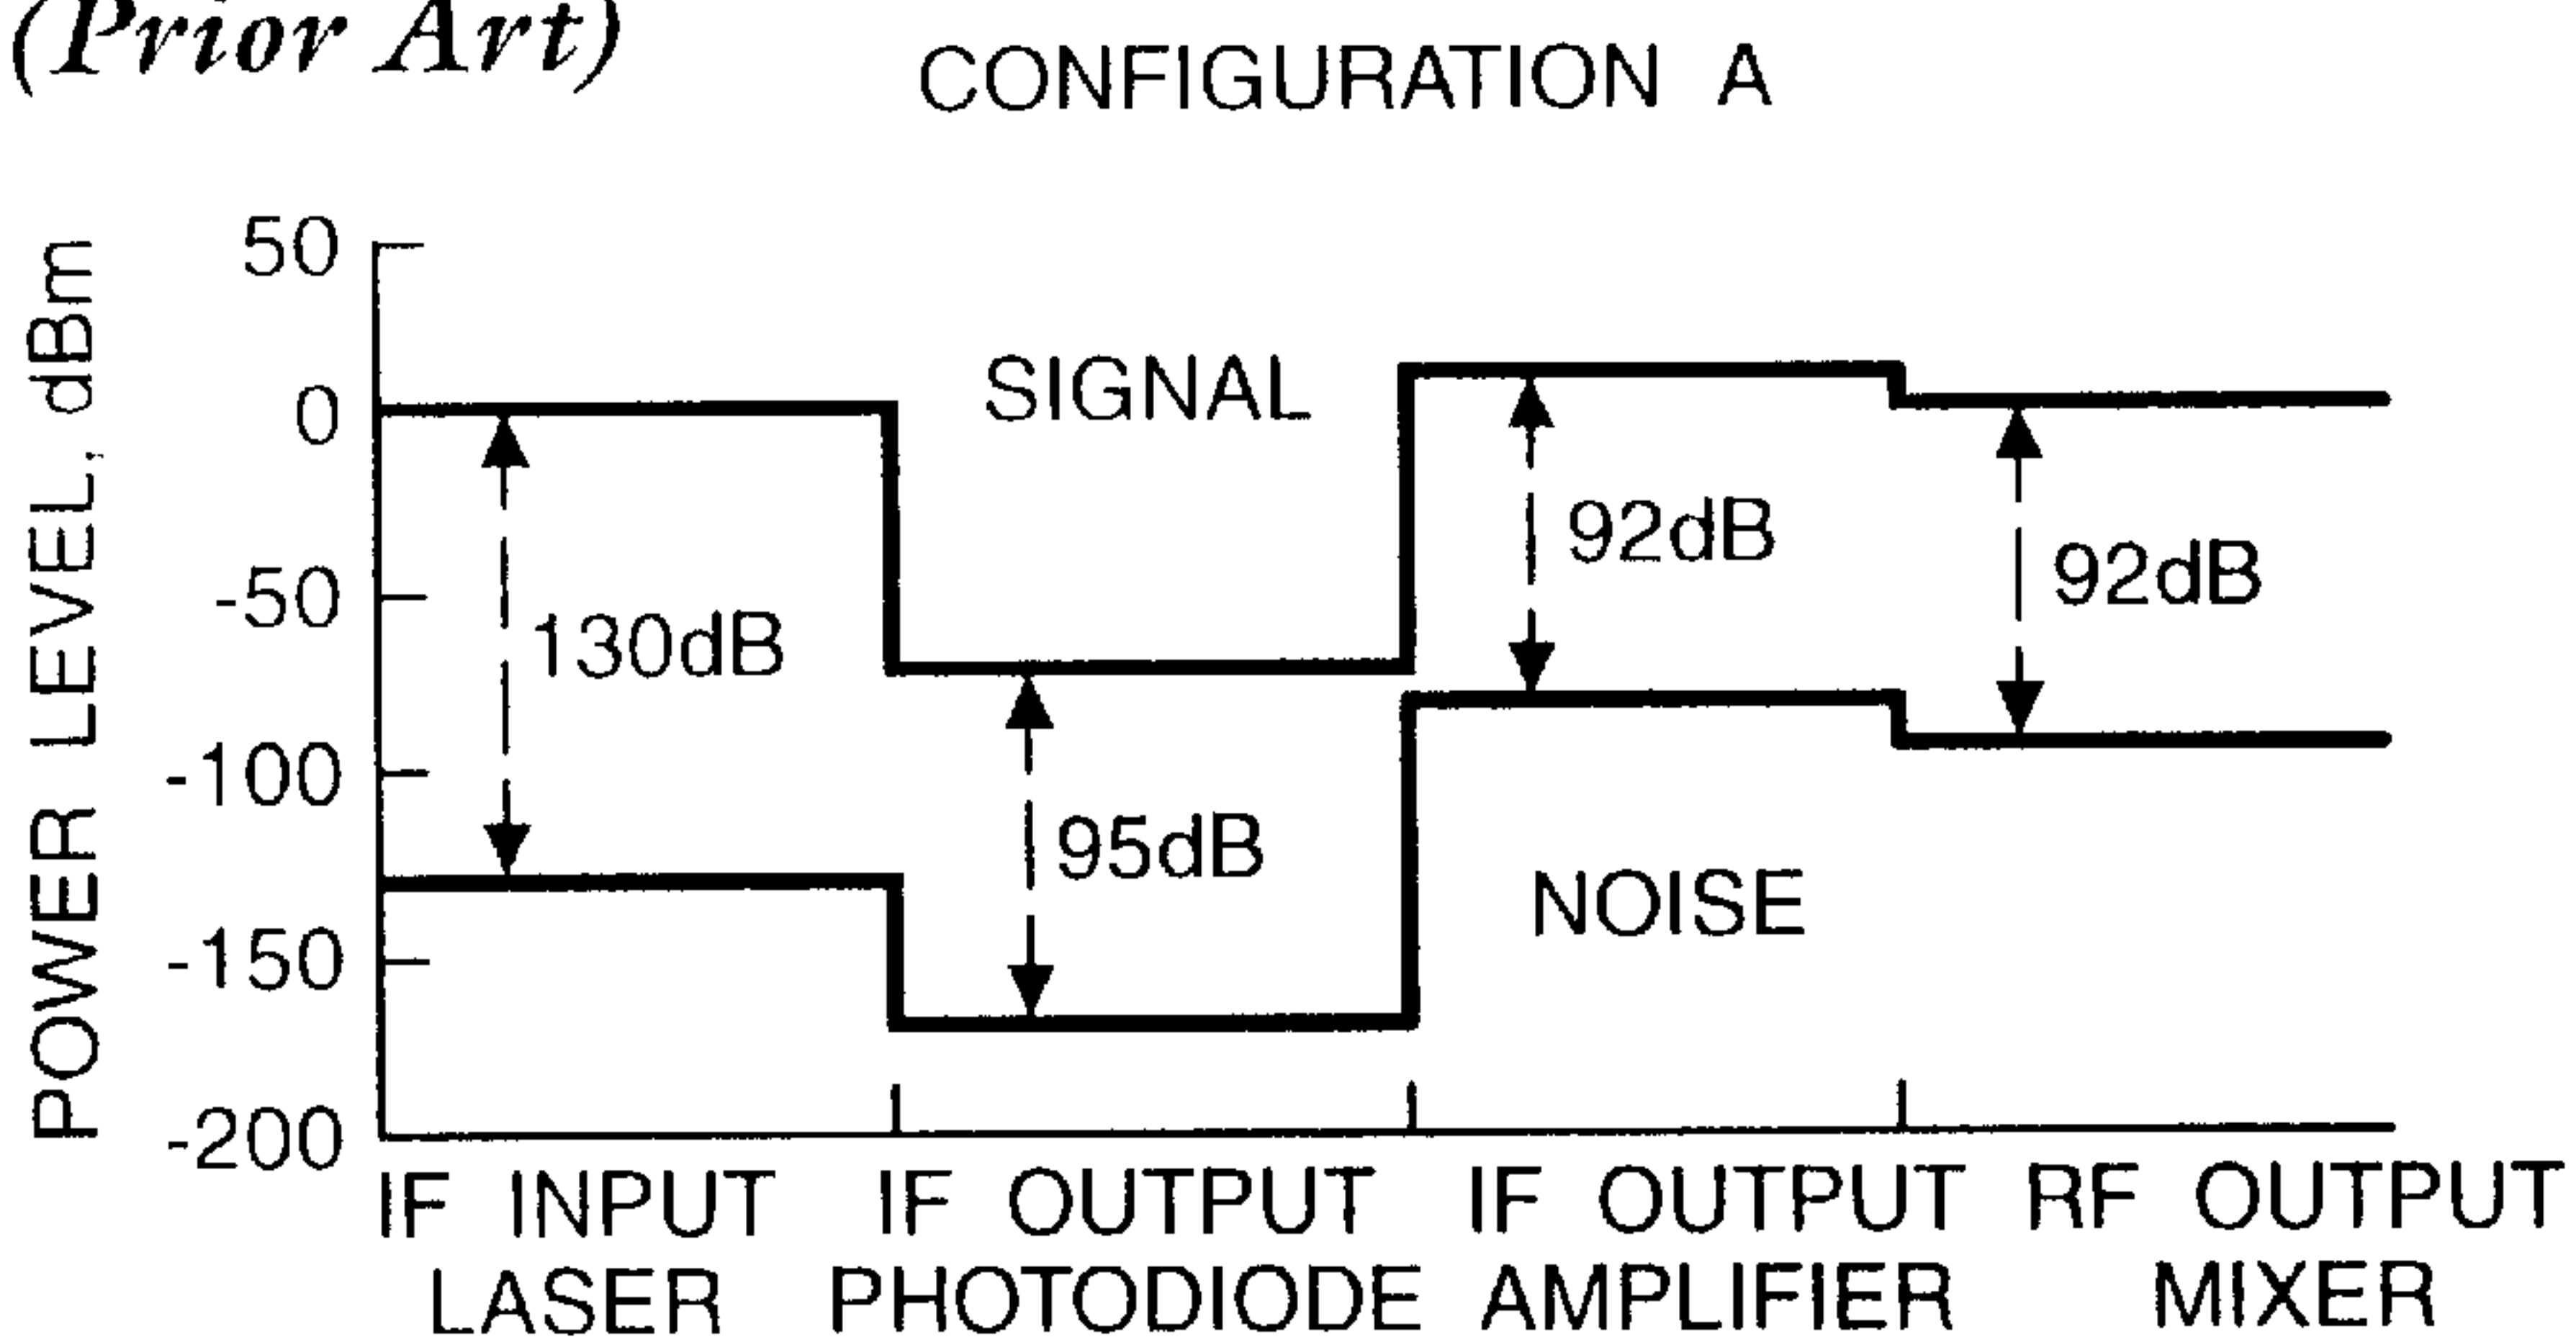 (Prior Art)
CONFIGURATION A
POWER LEVEL, dBm
50
0
-50
-100
-150
-200
SIGNAL
NOISE
130dB
95dB
92dB
92dB
IF INPUT LASER
IF OUTPUT PHOTODIODE
IF OUTPUT AMPLIFIER
RF OUTPUT MIXER